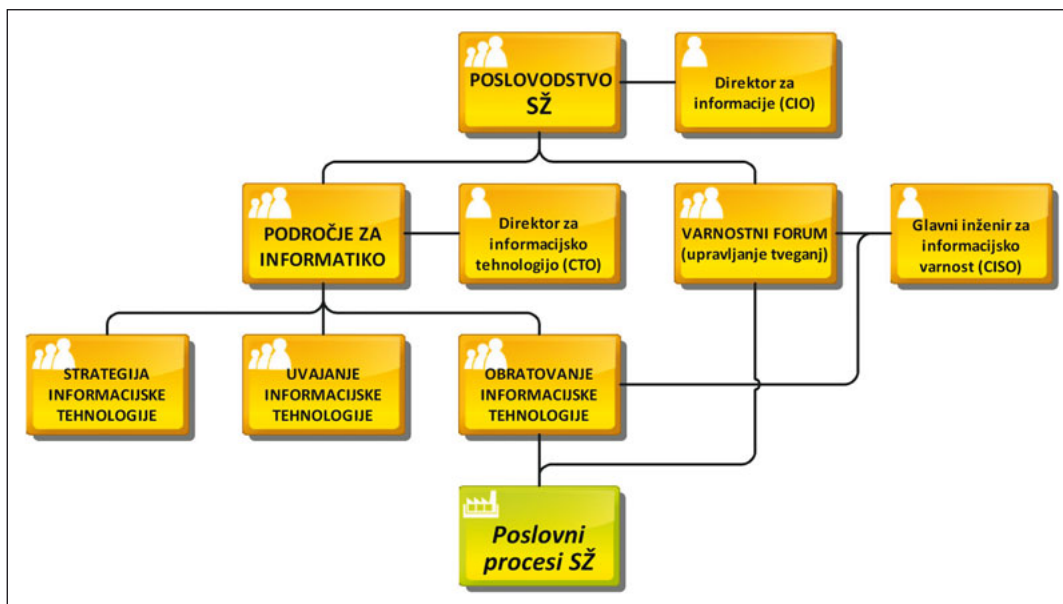 POSLOVODSTVO
SŽ
Direktor za
informacije (CIO)
PODROČJE ZA
INFORMATIKO
Direktor za
informacijsko
tehnologijo (CTO)
VARNOSTNI FORUM
(upravljanje tveganj)
Glavni inženir za
informacijsko
varnost (CISO)
STRATEGIJA
INFORMACIJSKE
TEHNOLOGIJE
UVAJANJE
INFORMACIJSKE
TEHNOLOGIJE
OBRATOVANJE
INFORMACIJSKE
TEHNOLOGIJE
Poslovni
procesi SŽ